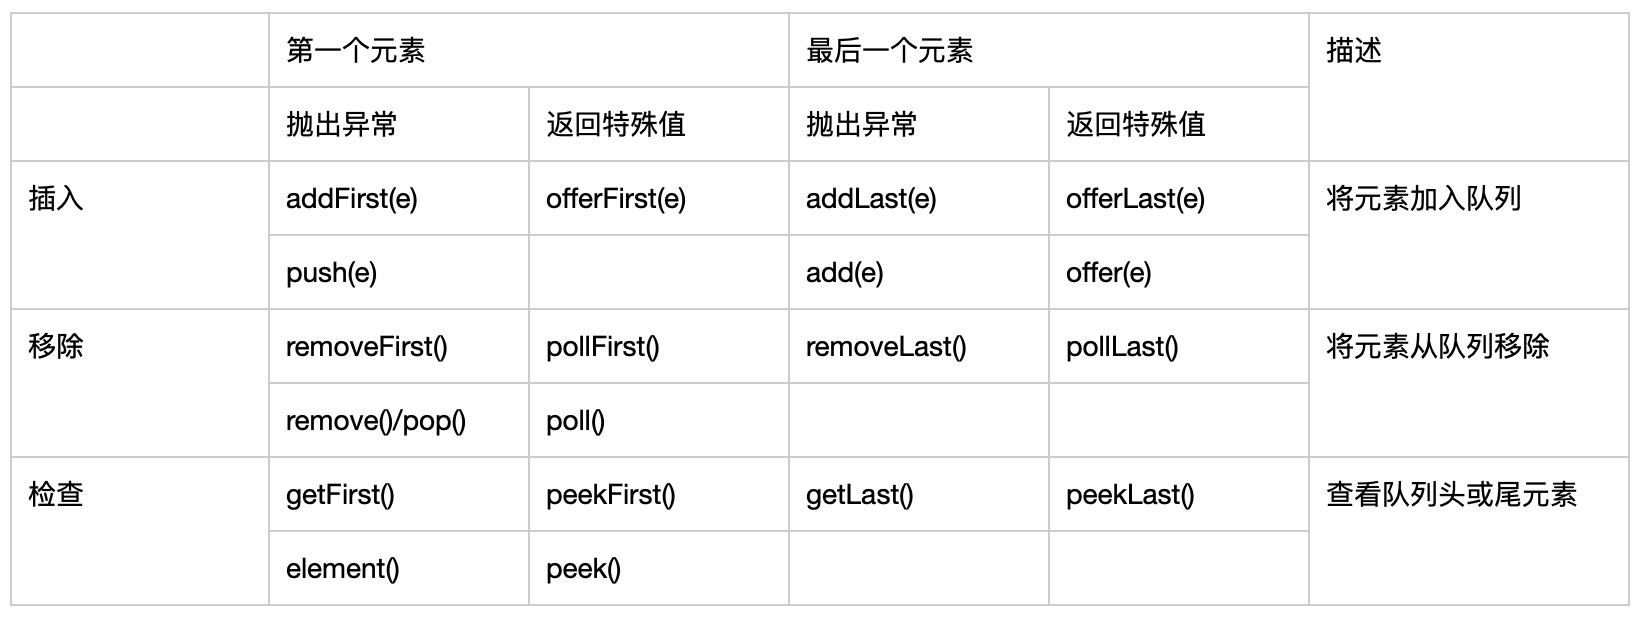 第一个元素 最后一个元素 描述
抛出异常 返回特殊值 抛出异常 返回特殊值
插入 addFirst(e) offerFirst(e) addLast(e) offerLast(e) 将元素加入队列
push(e) add(e) offer(e)
移除 removeFirst() pollFirst() removeLast() pollLast() 将元素从队列移除
remove()/pop() poll()
检查 getFirst() peekFirst() getLast() peekLast() 查看队列头或尾元素
element() peek()